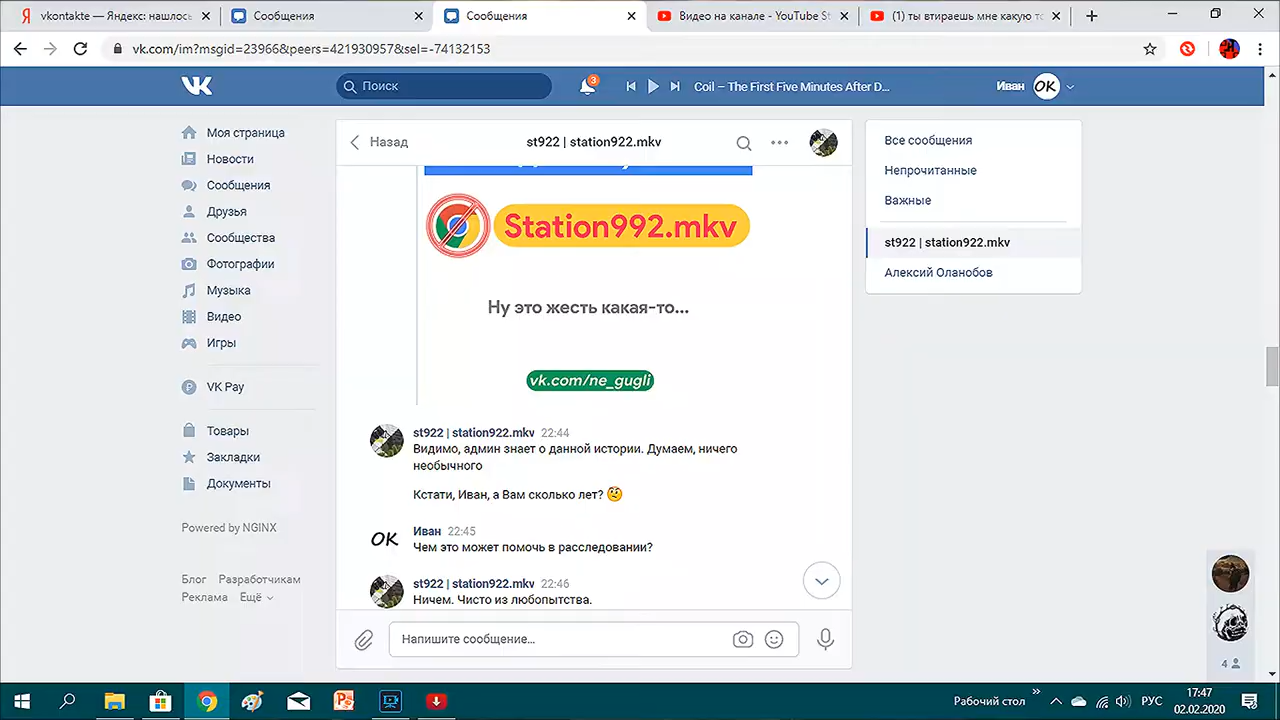 vkontakte — Яндекс: нашлось
Сообщения
Сообщения
Видео на канале - YouTube St
(1) ты втираешь мне какую то
vk.com/im?msgid=23966&peers=421930957&sel=-74132153
Поиск
3
Coil – The First Five Minutes After D...
Иван
OK
Моя страница
Новости
Сообщения
Друзья
Сообщества
Фотографии
Музыка
Видео
Игры
VK Pay
Товары
Закладки
Документы
Powered by NGINX
Блог Разработчикам
Реклама Ещё
Назад
st922 | station922.mkv
Station992.mkv
Ну это жесть какая-то...
vk.com/ne_gugli
st922 | station922.mkv 22:44
Видимо, админ знает о данной истории. Думаем, ничего
необычного
Кстати, Иван, а Вам сколько лет? 🤔
OK
Иван 22:45
Чем это может помочь в расследовании?
st922 | station922.mkv 22:46
Ничем. Чисто из любопытства.
Напишите сообщение...
Все сообщения
Непрочитанные
Важные
st922 | station922.mkv
Алексий Оланобов
4
Рабочий стол
РУС
17:47
02.02.2020